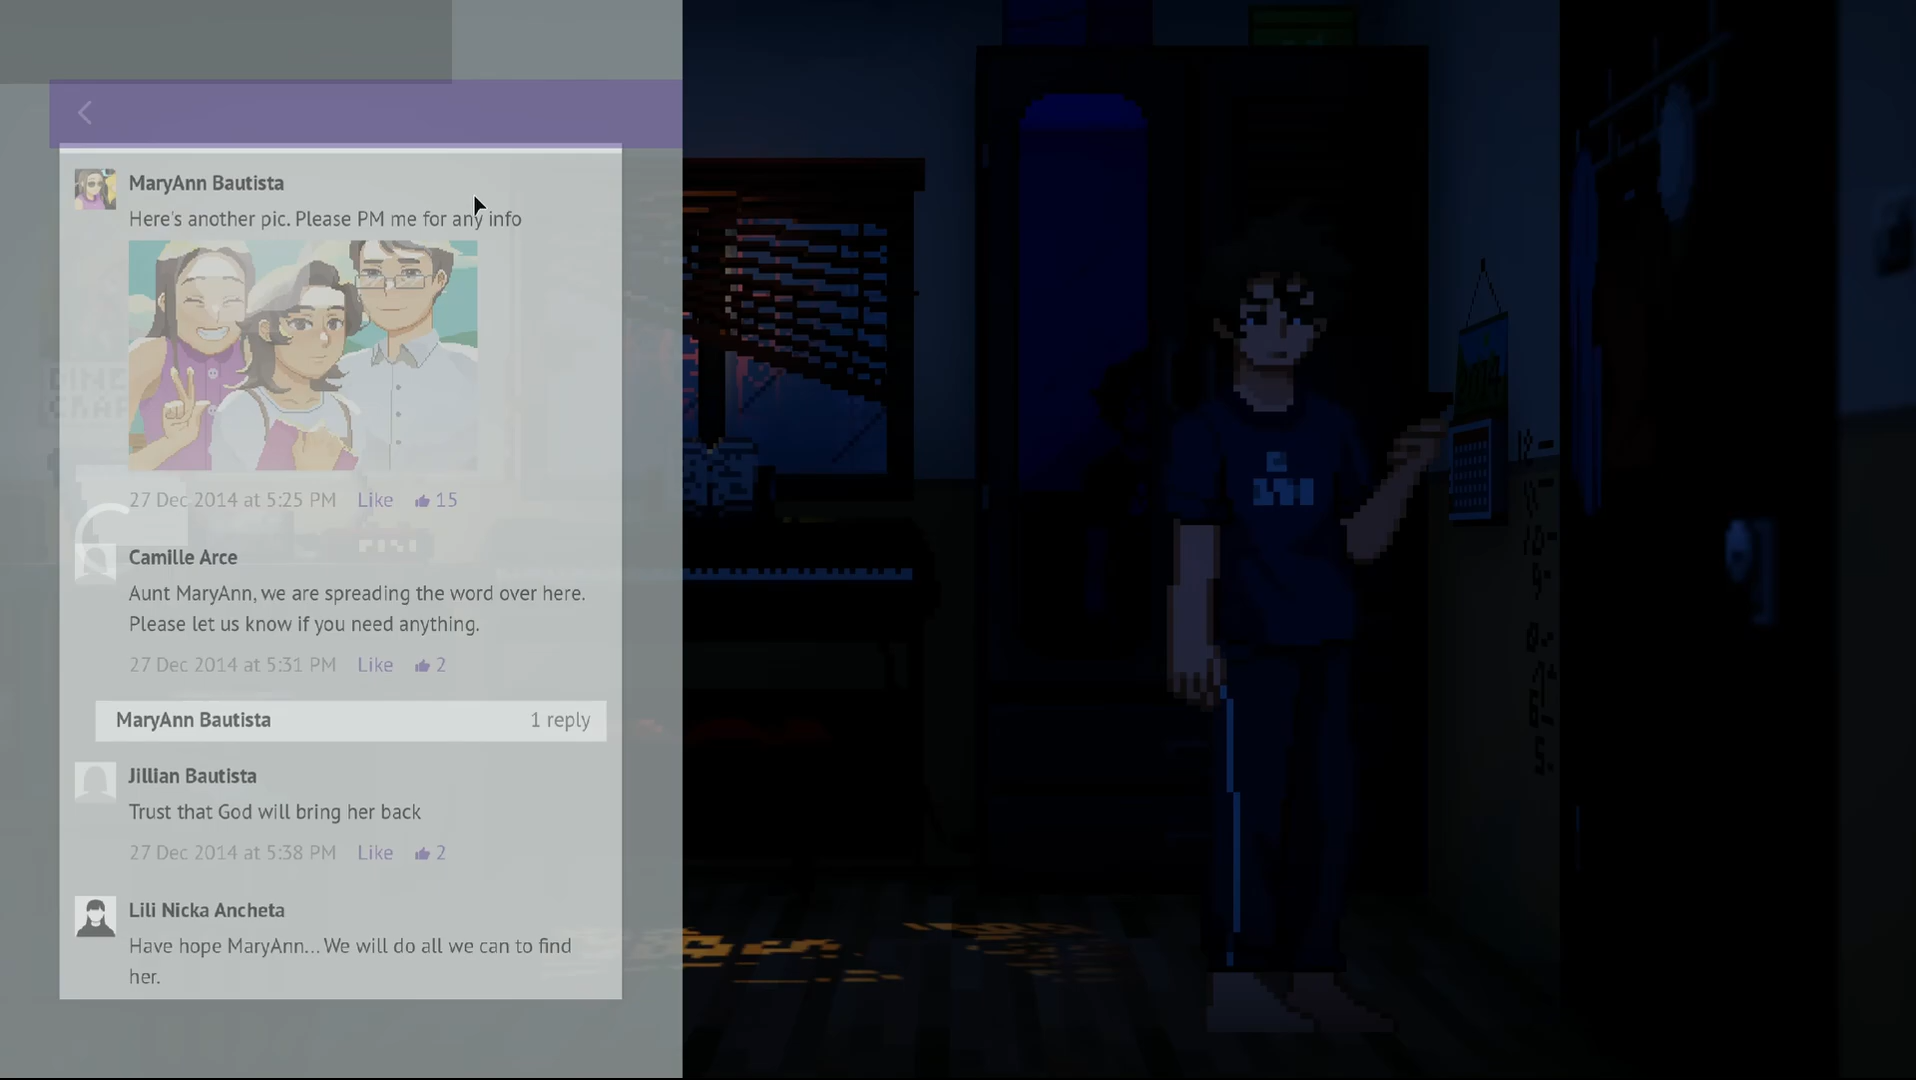 MaryAnn Bautista
Here's another pic. Please PM me for any info
27 Dec 2014 at 5:25 PM Like 15
Camille Arce
Aunt MaryAnn, we are spreading the word over here.
Please let us know if you need anything.
27 Dec 2014 at 5:31 PM Like 2
MaryAnn Bautista 1 reply
Jillian Bautista
Trust that God will bring her back
27 Dec 2014 at 5:38 PM Like 2
Lili Nicka Ancheta
Have hope MaryAnn... We will do all we can to find
her.
2014